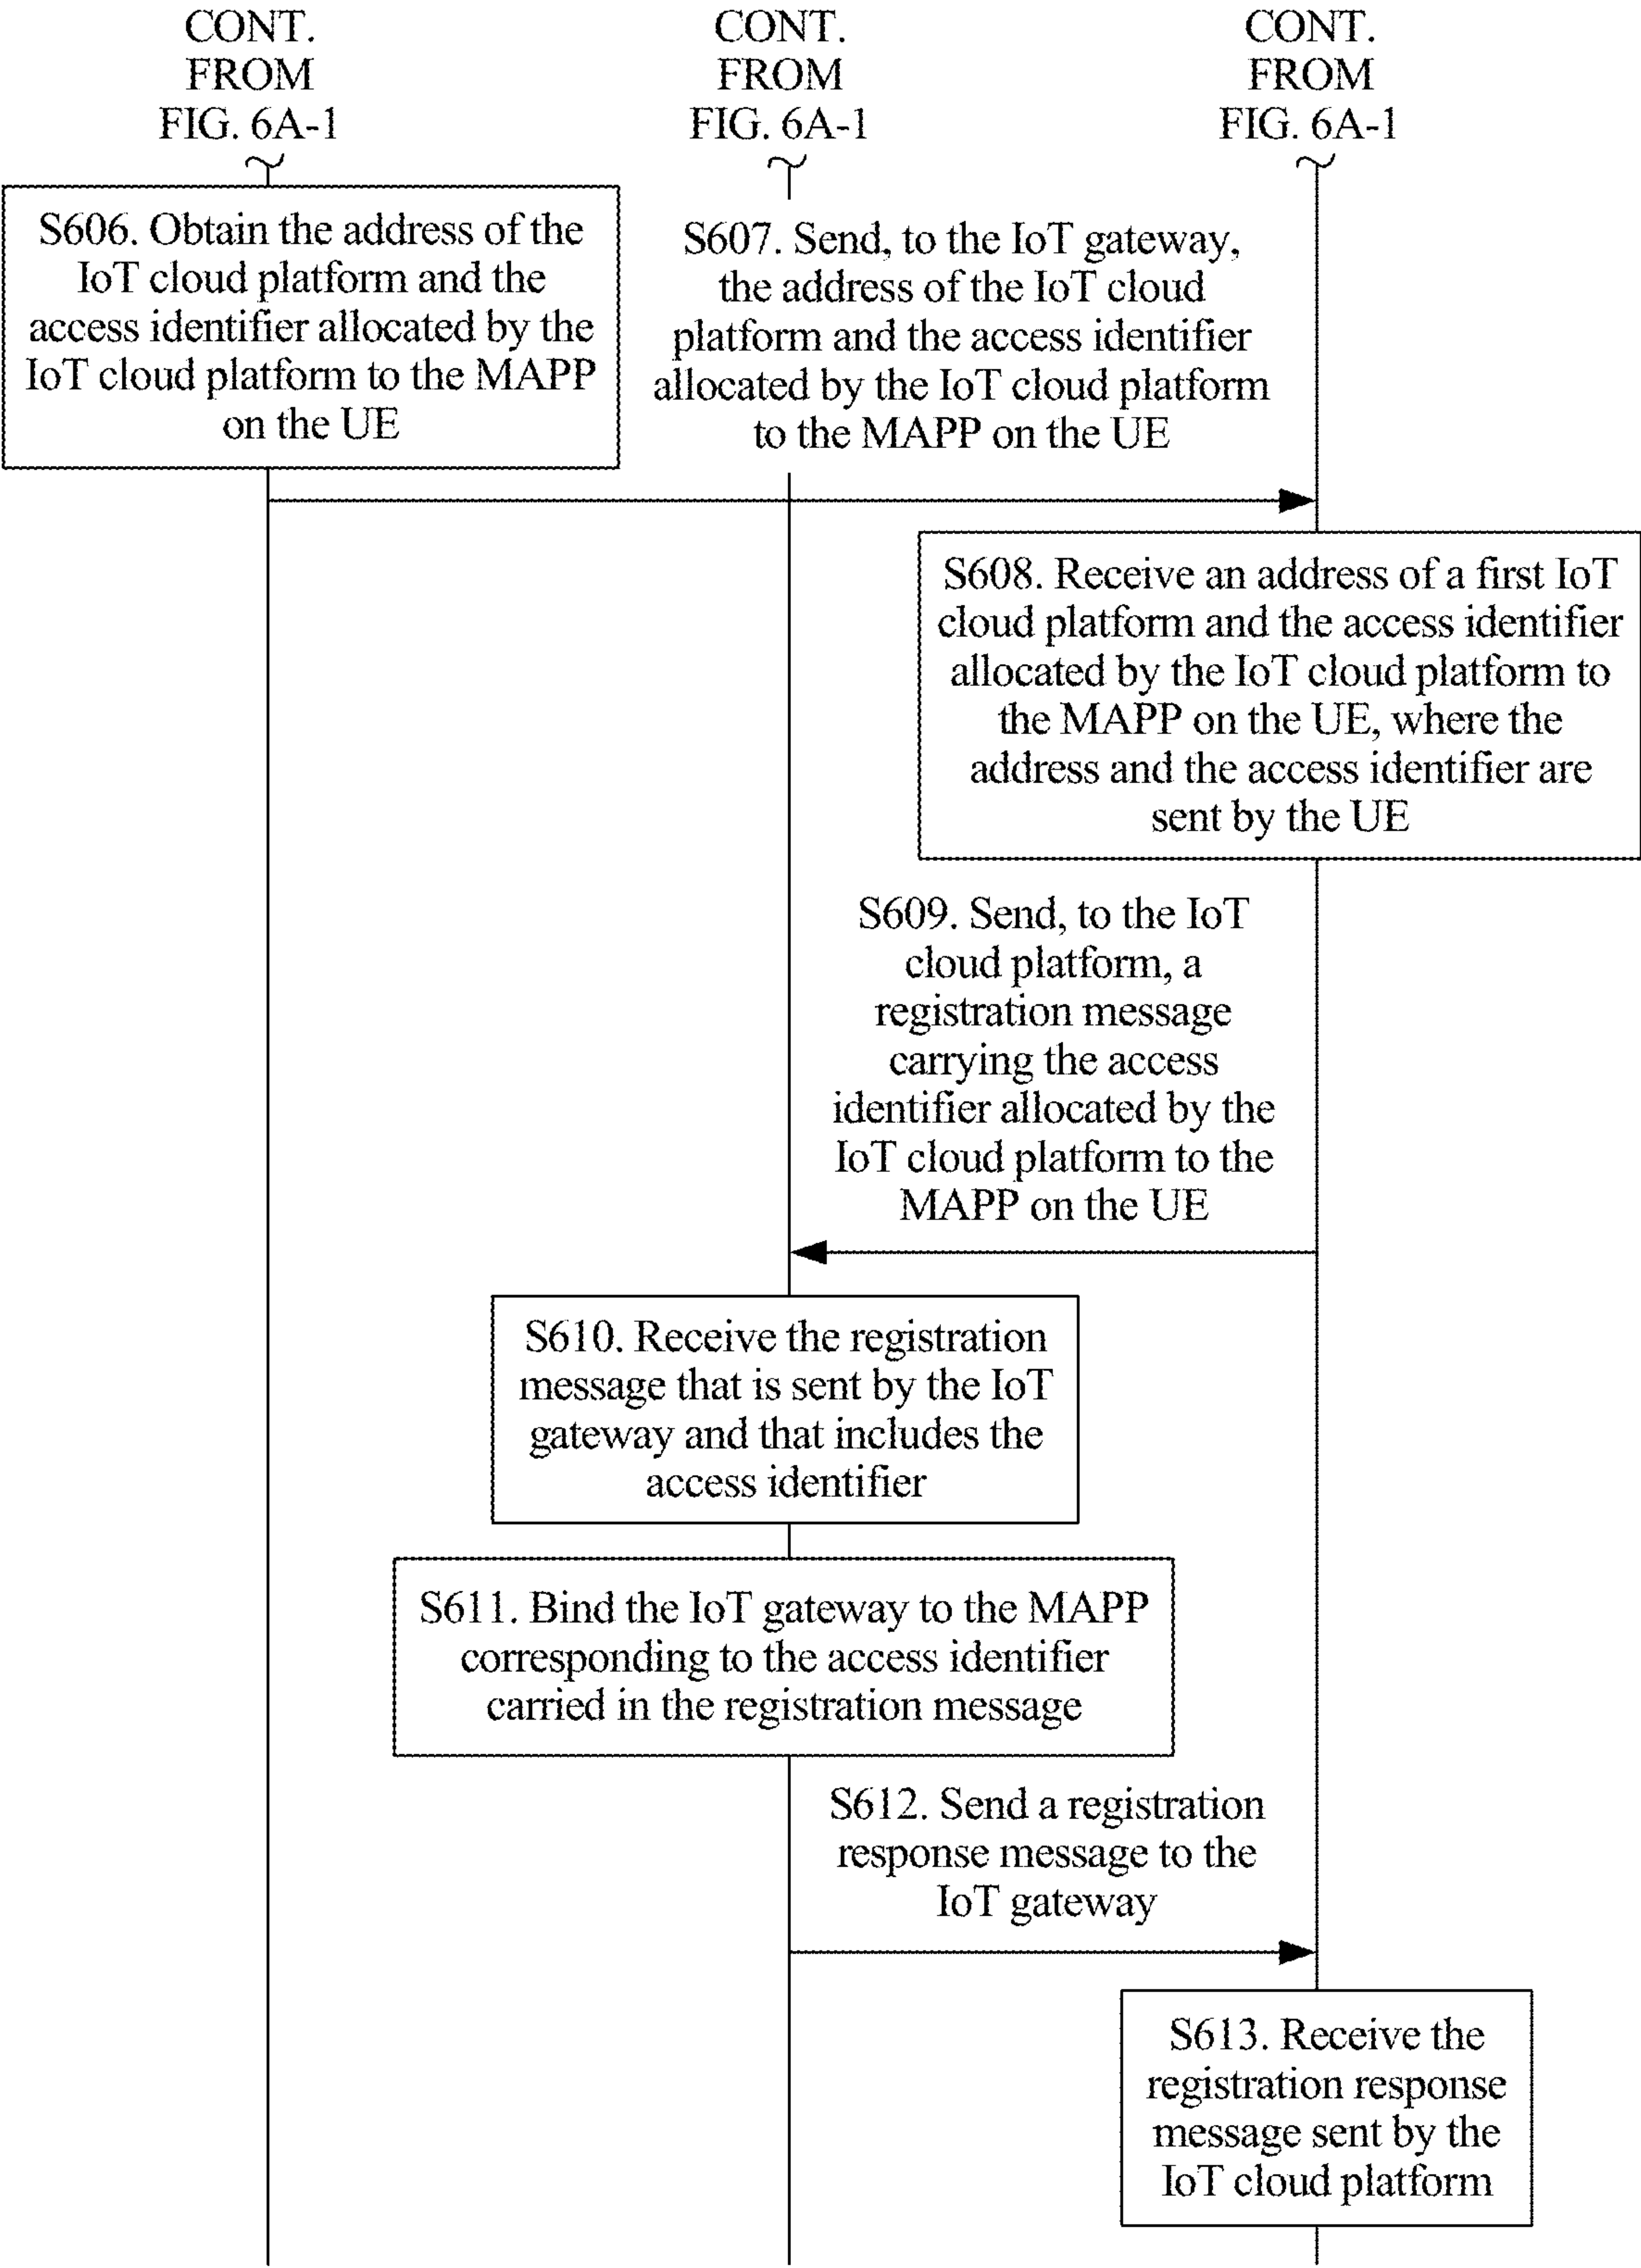 CONT.
FROM
FIG. 6A-1
CONT.
FROM
FIG. 6A-1
CONT.
FROM
FIG. 6A-1
S606. Obtain the address of the
IoT cloud platform and the
access identifier allocated by the
IoT cloud platform to the MAPP
on the UE
S607. Send, to the IoT gateway,
the address of the IoT cloud
platform and the access identifier
allocated by the IoT cloud platform
to the MAPP on the UE
S608. Receive an address of a first IoT
cloud platform and the access identifier
allocated by the IoT cloud platform to
the MAPP on the UE, where the
address and the access identifier are
sent by the UE
S609. Send, to the IoT
cloud platform, a
registration message
carrying the access
identifier allocated by the
IoT cloud platform to the
MAPP on the UE
S610. Receive the registration
message that is sent by the IoT
gateway and that includes the
access identifier
S611. Bind the IoT gateway to the MAPP
corresponding to the access identifier
carried in the registration message
S612. Send a registration
response message to the
IoT gateway
S613. Receive the
registration response
message sent by the
IoT cloud platform